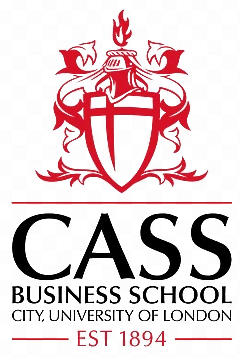 CASS
BUSINESS SCHOOL
CITY, UNIVERSITY OF LONDON
EST 1894